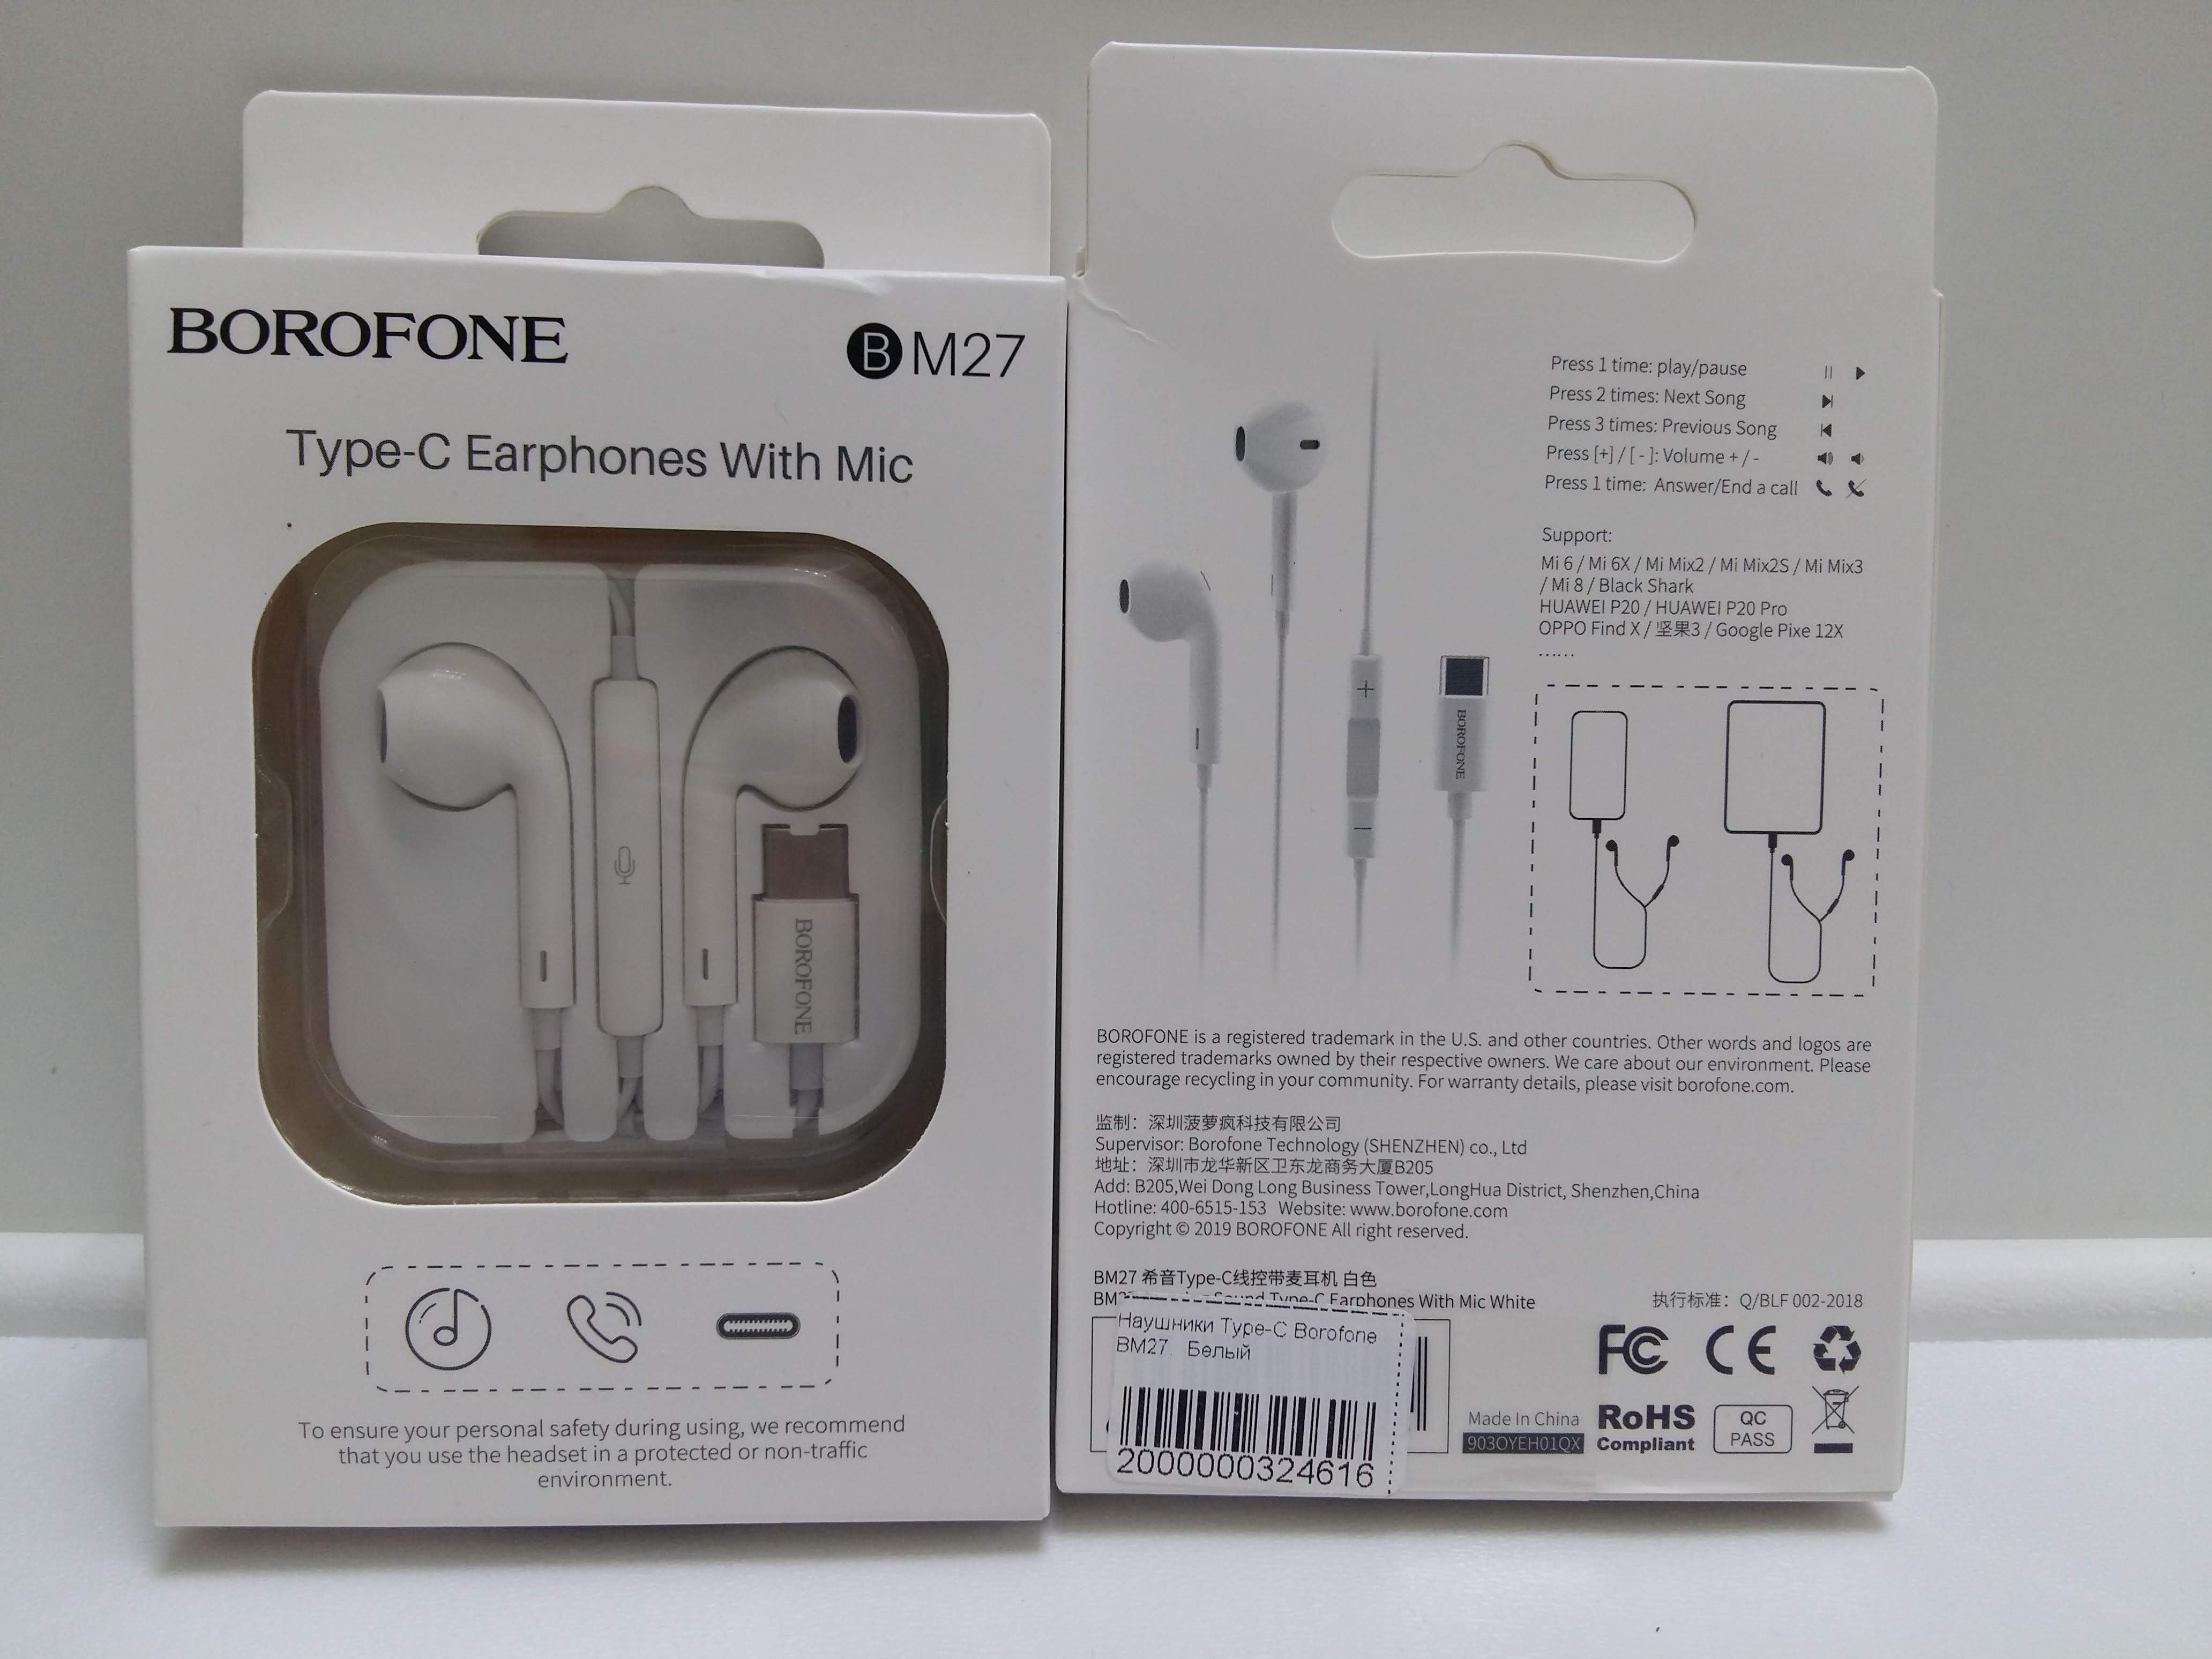 BOROFONE
B M27
Type-C Earphones With Mic
BOROFONE
To ensure your personal safety during using, we recommend
that you use the headset in a protected or non-traffic
environment.
Press 1 time: play/pause
Press 2 times: Next Song
Press 3 times: Previous Song
Press [+] / [ - ]: Volume + / -
Press 1 time: Answer/End a call
Support:
Mi 6 / Mi 6X / Mi Mix2 / Mi Mix2S / Mi Mix3
/ Mi 8 / Black Shark
HUAWEI P20 / HUAWEI P20 Pro
OPPO Find X / 坚果3 / Google Pixe 12X
......
+
BOROFONE
−
BOROFONE is a registered trademark in the U.S. and other countries. Other words and logos are
registered trademarks owned by their respective owners. We care about our environment. Please
encourage recycling in your community. For warranty details, please visit borofone.com.
监制：深圳菠萝疯科技有限公司
Supervisor: Borofone Technology (SHENZHEN) co., Ltd
地址：深圳市龙华新区卫东龙商务大厦B205
Add: B205,Wei Dong Long Business Tower,LongHua District, Shenzhen,China
Hotline: 400-6515-153 Website: www.borofone.com
Copyright © 2019 BOROFONE All right reserved.
BM27 希音Type-C线控带麦耳机 白色
Sound Type-C Earphones With Mic White
执行标准：Q/BLF 002-2018
Наушники Type-C Borofone
BM27. Белый
2000000324616
FC CE
Made In China
903OYEH01QX
RoHS
Compliant
QC
PASS